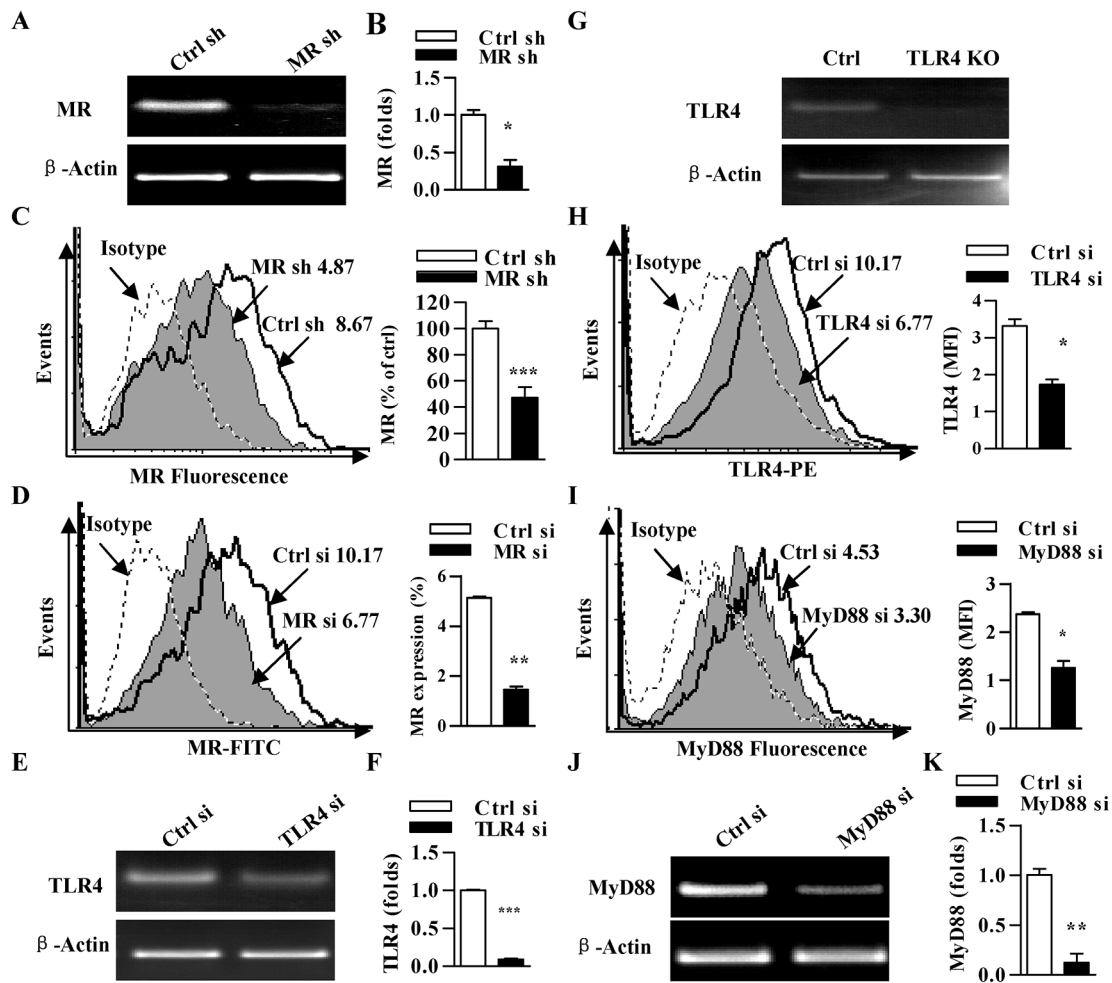 A
Ctrl sh
MR sh
MR
β-Actin
B
Ctrl sh
MR sh
MR (folds)
1.5
1.0
0.5
0.0
*
C
Isotype
MR sh 4.87
Ctrl sh 8.67
Events
MR Fluorescence
Ctrl sh
MR sh
MR (% of ctrl)
120
100
80
60
40
20
0
***
D
Isotype
Ctrl si 10.17
MR si 6.77
Events
MR-FITC
Ctrl si
MR si
MR expression (%)
6
4
2
0
**
E
Ctrl si
TLR4 si
TLR4
β-Actin
F
Ctrl si
TLR4 si
TLR4 (folds)
1.5
1.0
0.5
0.0
***
G
Ctrl
TLR4 KO
TLR4
β-Actin
H
Isotype
Ctrl si 10.17
TLR4 si 6.77
Events
TLR4-PE
Ctrl si
TLR4 si
TLR4 (MFI)
4
3
2
1
0
*
I
Isotype
Ctrl si 4.53
MyD88 si 3.30
Events
MyD88 Fluorescence
Ctrl si
MyD88 si
MyD88 (MFI)
3
2
1
0
*
J
Ctrl si
MyD88 si
MyD88
β-Actin
K
Ctrl si
MyD88 si
MyD88 (folds)
1.5
1.0
0.5
0.0
**